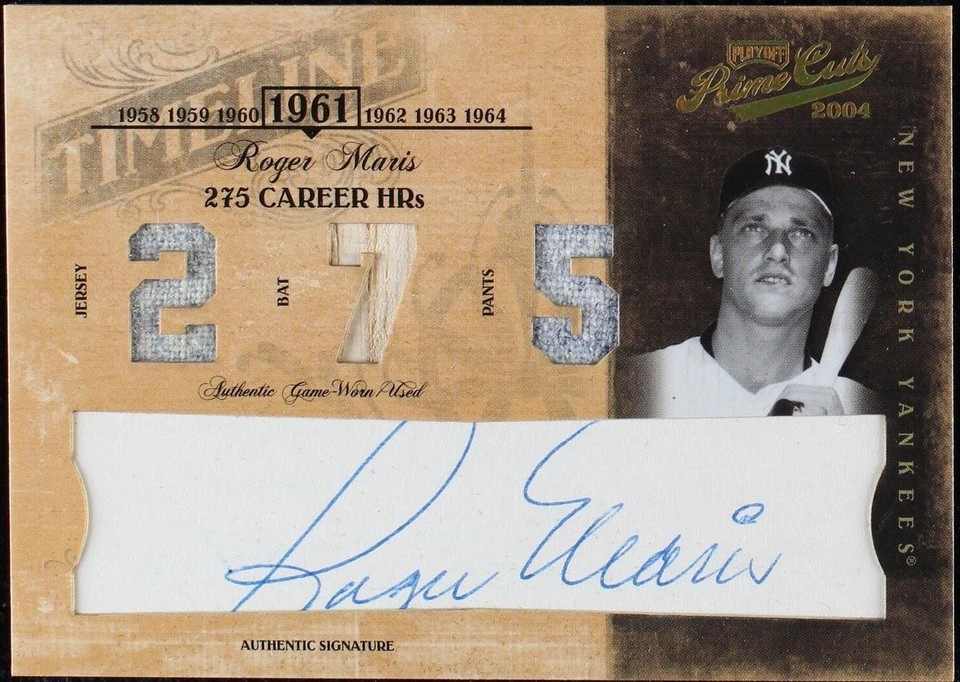 TIMELINE
1958 1959 1960 1961 1962 1963 1964
Roger Maris
275 CAREER HRs
JERSEY
2
BAT
7
PANTS
5
Authentic Game-Worn/Used
Roger Maris
AUTHENTIC SIGNATURE
PLAYOFF
Prime Cuts
2004
NY
NEW YORK YANKEES®